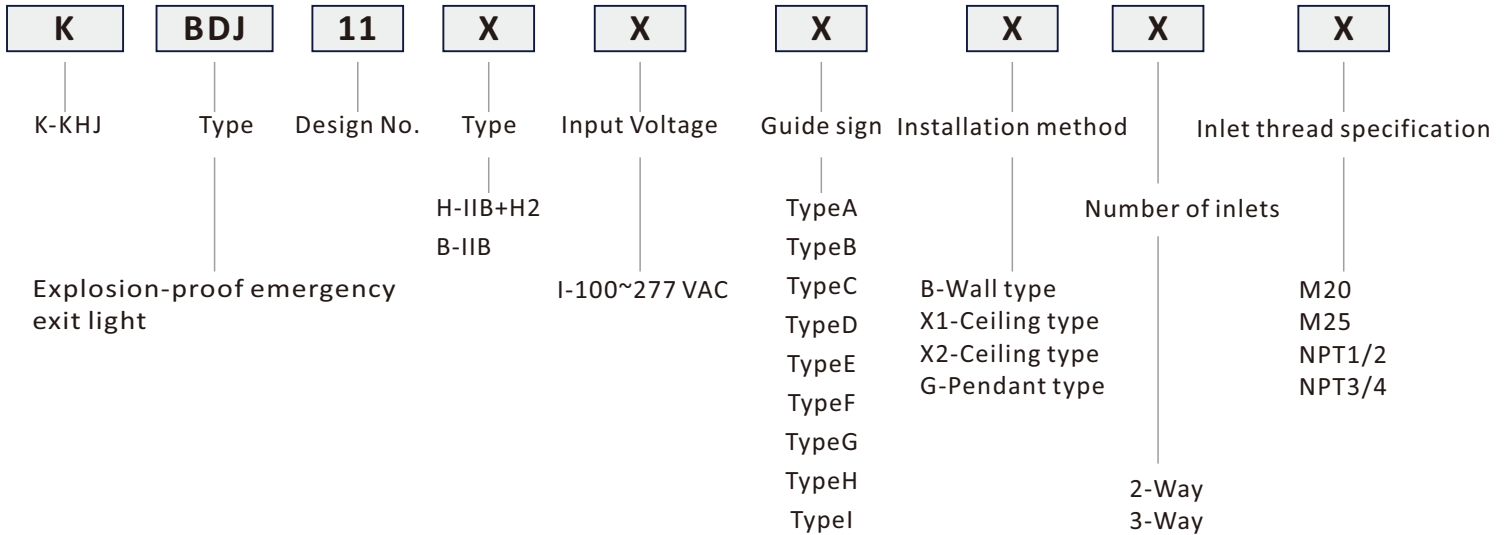 K BDJ 11 X X X X X X
K-KHJ Type Design No. Type Input Voltage Guide sign Installation method Inlet thread specification
H-IIB+H2
B-IIB
TypeA
TypeB
TypeC
TypeD
TypeE
TypeF
TypeG
TypeH
TypeI
Number of inlets
Explosion-proof emergency
exit light
I-100~277 VAC
B-Wall type
X1-Ceiling type
X2-Ceiling type
G-Pendant type
M20
M25
NPT1/2
NPT3/4
2-Way
3-Way